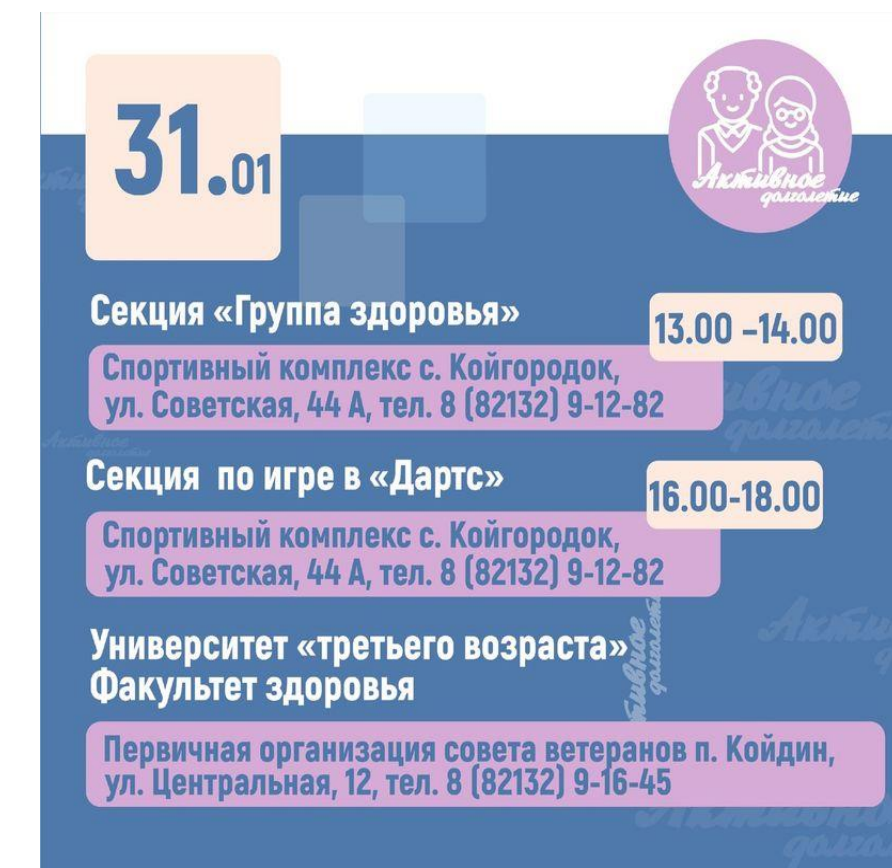 31.01
Активное
долголетие
Секция «Группа здоровья»
13.00 –14.00
Спортивный комплекс с. Койгородок,
ул. Советская, 44 А, тел. 8 (82132) 9-12-82
Секция по игре в «Дартс»
16.00-18.00
Спортивный комплекс с. Койгородок,
ул. Советская, 44 А, тел. 8 (82132) 9-12-82
Университет «третьего возраста»
Факультет здоровья
Первичная организация совета ветеранов п. Койдин,
ул. Центральная, 12, тел. 8 (82132) 9-16-45